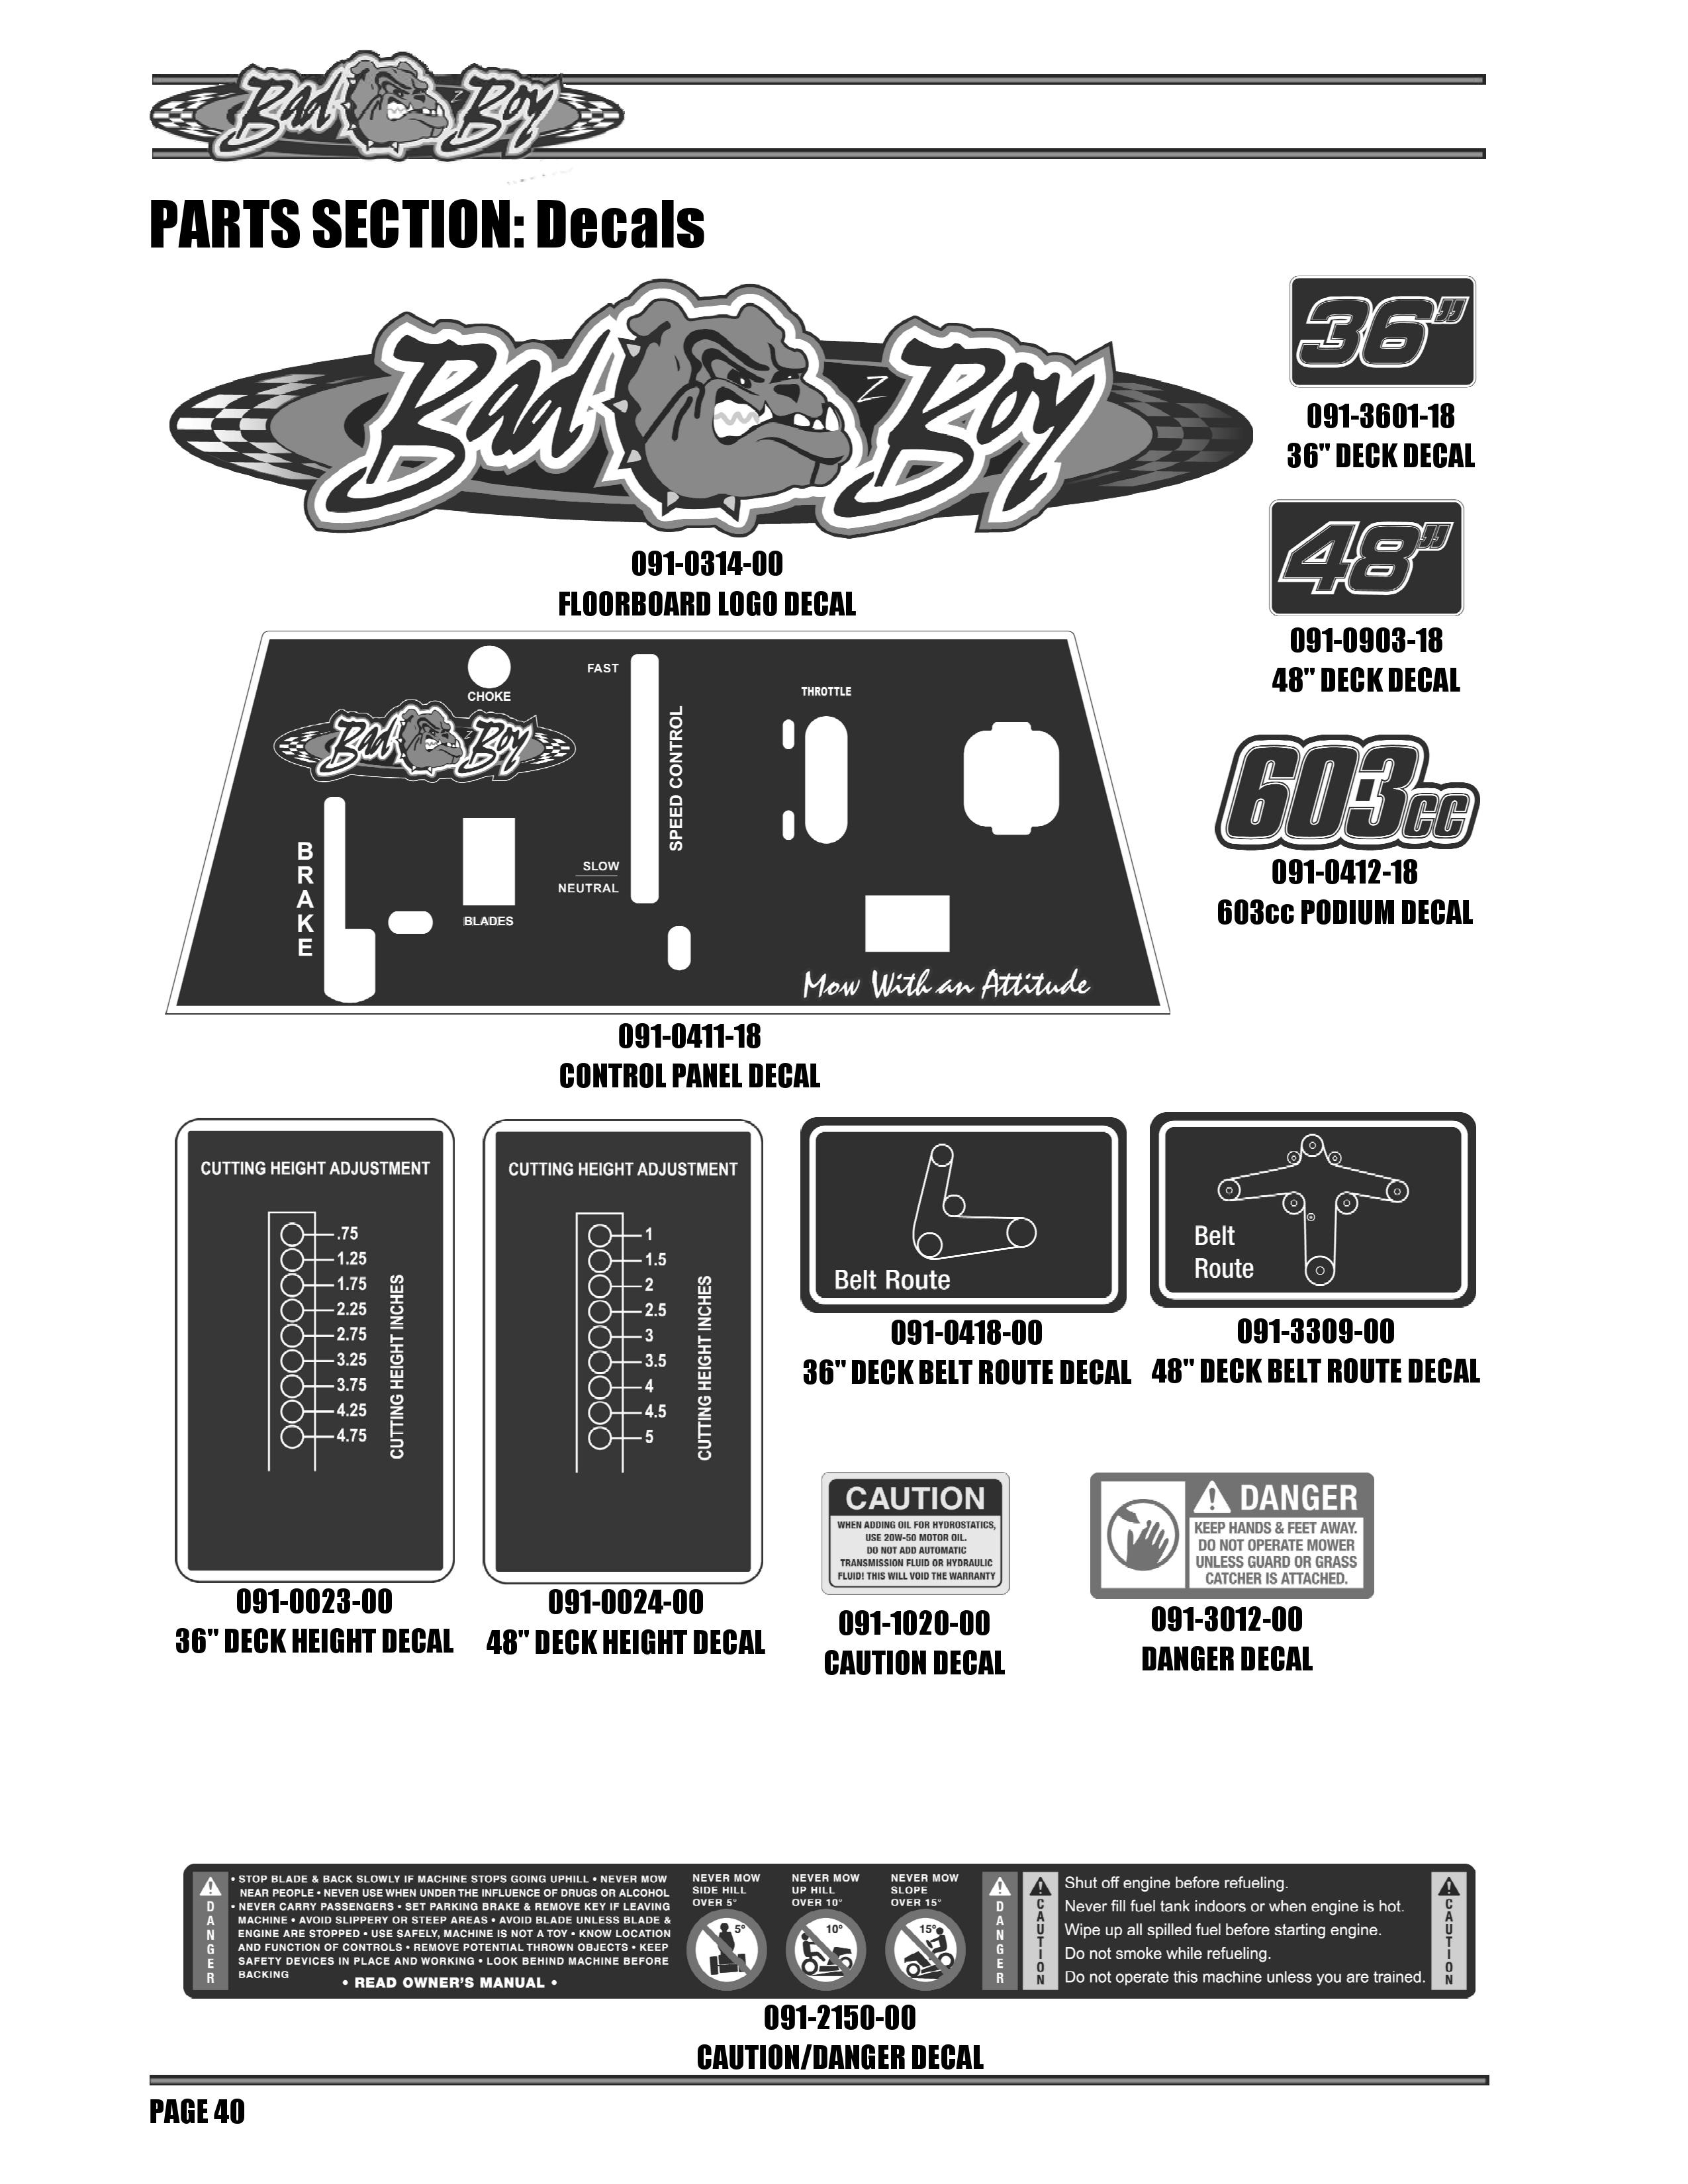 Bad Z Boy
PARTS SECTION: Decals
Bad Z Boy
091-0314-00
FLOORBOARD LOGO DECAL
36"
091-3601-18
36" DECK DECAL
48"
091-0903-18
48" DECK DECAL
603cc
091-0412-18
603cc PODIUM DECAL
CHOKE
FAST
SPEED CONTROL
SLOW
NEUTRAL
THROTTLE
Bad Z Boy
BRAKE
BLADES
Mow With an Attitude
091-0411-18
CONTROL PANEL DECAL
CUTTING HEIGHT ADJUSTMENT
.75
1.25
1.75
2.25
2.75
3.25
3.75
4.25
4.75
CUTTING HEIGHT INCHES
091-0023-00
36" DECK HEIGHT DECAL
CUTTING HEIGHT ADJUSTMENT
1
1.5
2
2.5
3
3.5
4
4.5
5
CUTTING HEIGHT INCHES
091-0024-00
48" DECK HEIGHT DECAL
Belt Route
091-0418-00
36" DECK BELT ROUTE DECAL
Belt
Route
091-3309-00
48" DECK BELT ROUTE DECAL
CAUTION
WHEN ADDING OIL FOR HYDROSTATICS,
USE 20W-50 MOTOR OIL.
DO NOT ADD AUTOMATIC
TRANSMISSION FLUID OR HYDRAULIC
FLUID! THIS WILL VOID THE WARRANTY
091-1020-00
CAUTION DECAL
DANGER
KEEP HANDS & FEET AWAY.
DO NOT OPERATE MOWER
UNLESS GUARD OR GRASS
CATCHER IS ATTACHED.
091-3012-00
DANGER DECAL
DANGER
• STOP BLADE & BACK SLOWLY IF MACHINE STOPS GOING UPHILL • NEVER MOW
NEAR PEOPLE • NEVER USE WHEN UNDER THE INFLUENCE OF DRUGS OR ALCOHOL
• NEVER CARRY PASSENGERS • SET PARKING BRAKE & REMOVE KEY IF LEAVING
MACHINE • AVOID SLIPPERY OR STEEP AREAS • AVOID BLADE UNLESS BLADE &
ENGINE ARE STOPPED • USE SAFELY, MACHINE IS NOT A TOY • KNOW LOCATION
AND FUNCTION OF CONTROLS • REMOVE POTENTIAL THROWN OBJECTS • KEEP
SAFETY DEVICES IN PLACE AND WORKING • LOOK BEHIND MACHINE BEFORE
BACKING
• READ OWNER'S MANUAL •
NEVER MOW
SIDE HILL
OVER 5°
5°
NEVER MOW
UP HILL
OVER 10°
10°
NEVER MOW
SLOPE
OVER 15°
15°
DANGER
CAUTION
Shut off engine before refueling.
Never fill fuel tank indoors or when engine is hot.
Wipe up all spilled fuel before starting engine.
Do not smoke while refueling.
Do not operate this machine unless you are trained.
CAUTION
091-2150-00
CAUTION/DANGER DECAL
PAGE 40